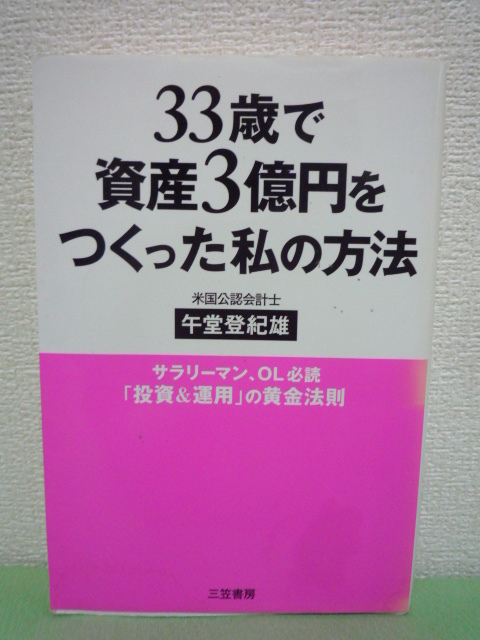 33歳で
資産3億円を
つくった私の方法
米国公認会計士
午堂登紀雄
サラリーマン、OL必読
「投資&運用」の黄金法則
三笠書房